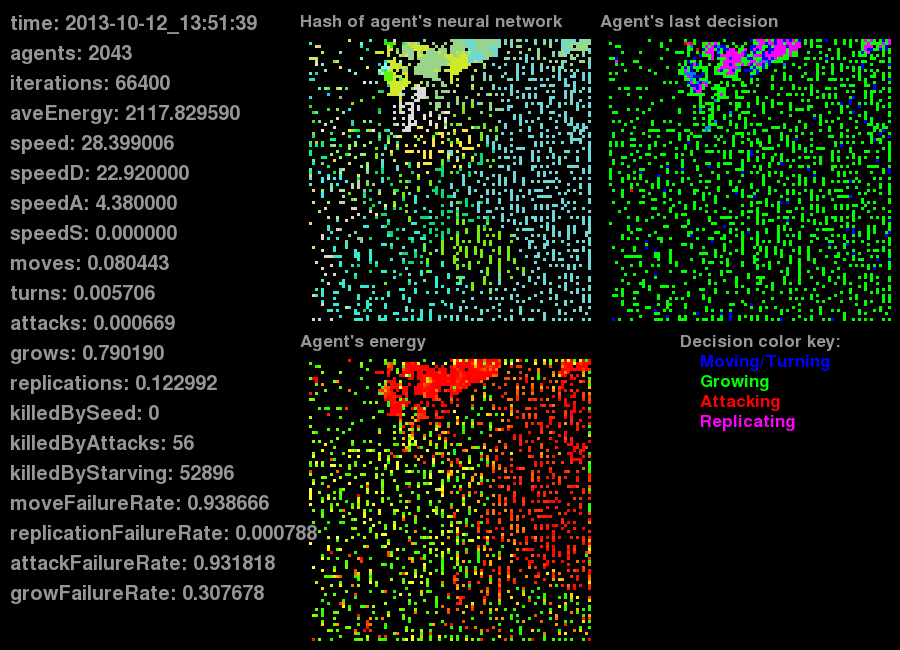 time: 2013-10-12_13:51:39
agents: 2043
iterations: 66400
aveEnergy: 2117.829590
speed: 28.399006
speedD: 22.920000
speedA: 4.380000
speedS: 0.000000
moves: 0.080443
turns: 0.005706
attacks: 0.000669
grows: 0.790190
replications: 0.122992
killedBySeed: 0
killedByAttacks: 56
killedByStarving: 52896
moveFailureRate: 0.938666
replicationFailureRate: 0.000788
attackFailureRate: 0.931818
growFailureRate: 0.307678
Hash of agent's neural network
Agent's last decision
Agent's energy
Decision color key:
Moving/Turning
Growing
Attacking
Replicating